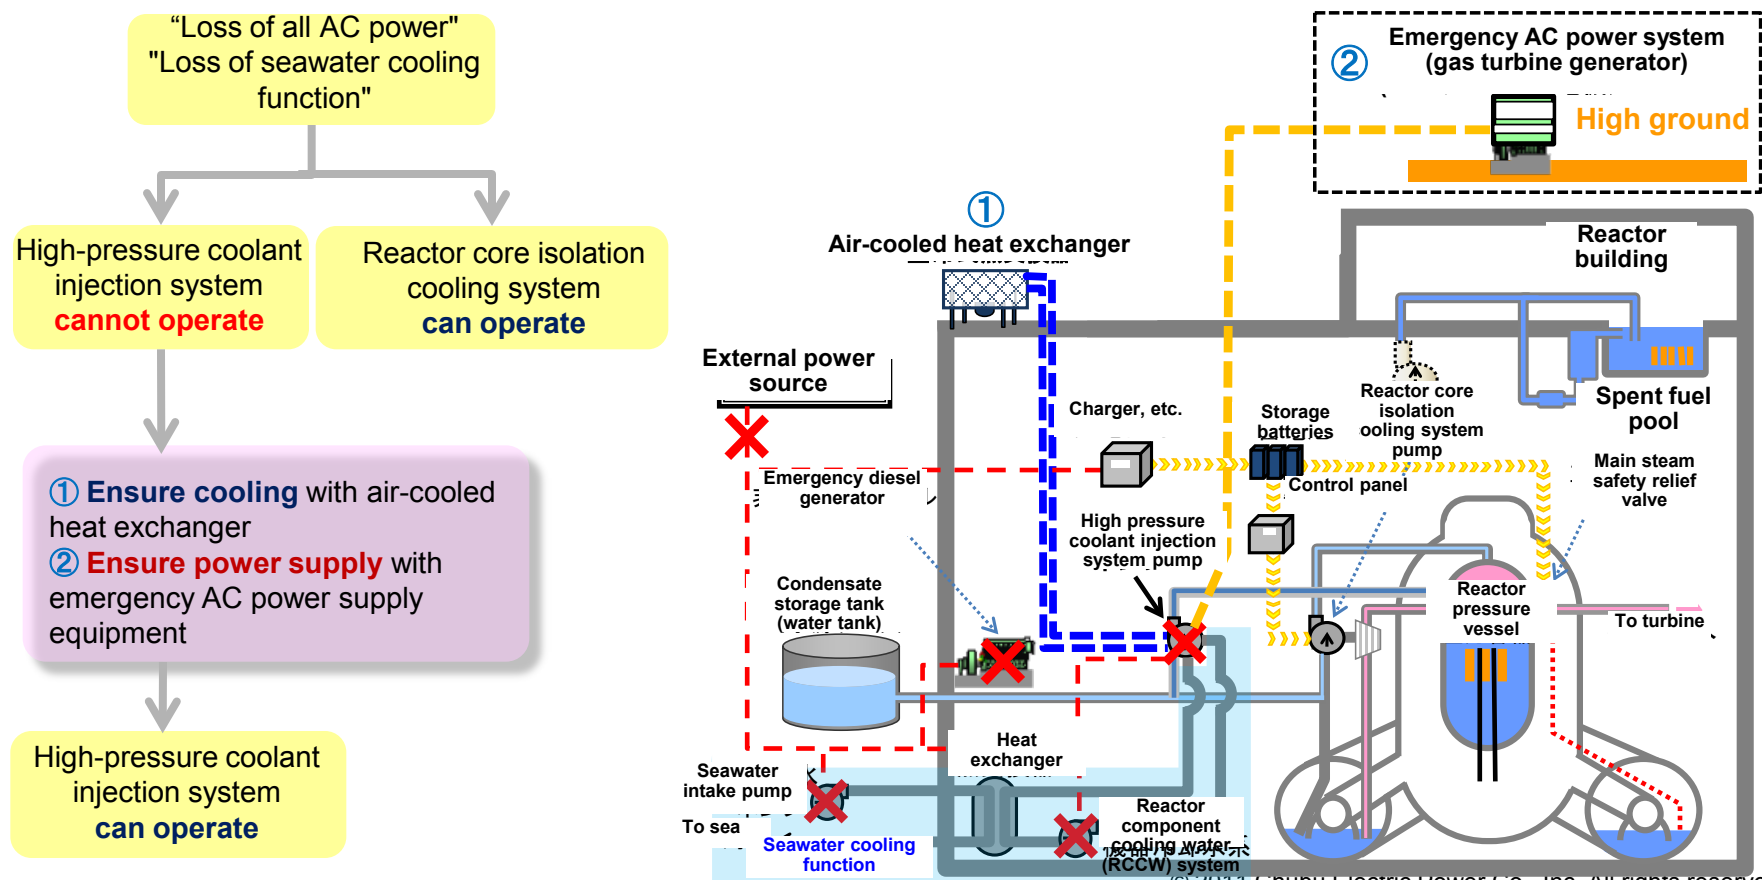 “Loss of all AC power"
"Loss of seawater cooling
function"
High-pressure coolant
injection system
cannot operate
Reactor core isolation
cooling system
can operate
① Ensure cooling with air-cooled
heat exchanger
② Ensure power supply with
emergency AC power supply
equipment
High-pressure coolant
injection system
can operate
②
Emergency AC power system
(gas turbine generator)
High ground
①
Air-cooled heat exchanger
Reactor
building
External power
source
Charger, etc.
Storage
batteries
Reactor core
isolation
ooling system
pump
Spent fuel
pool
Emergency diesel
generator
Control panel
Main steam
safety relief
valve
High pressure
coolant injection
system pump
Condensate
storage tank
(water tank)
Reactor
pressure
vessel
To turbine
Heat
exchanger
Seawater
intake pump
To sea
Seawater cooling
function
Reactor
component
cooling water
(RCCW) system